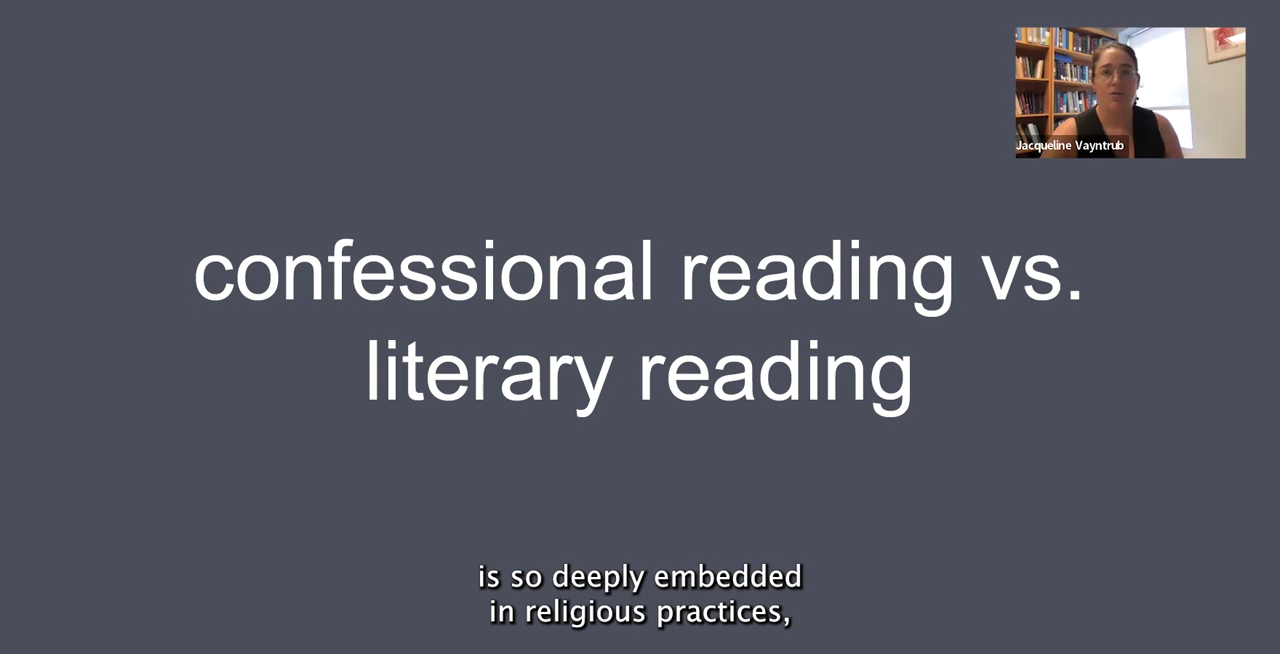 Jacqueline Vayntrub
confessional reading vs.
literary reading
is so deeply embedded
in religious practices,